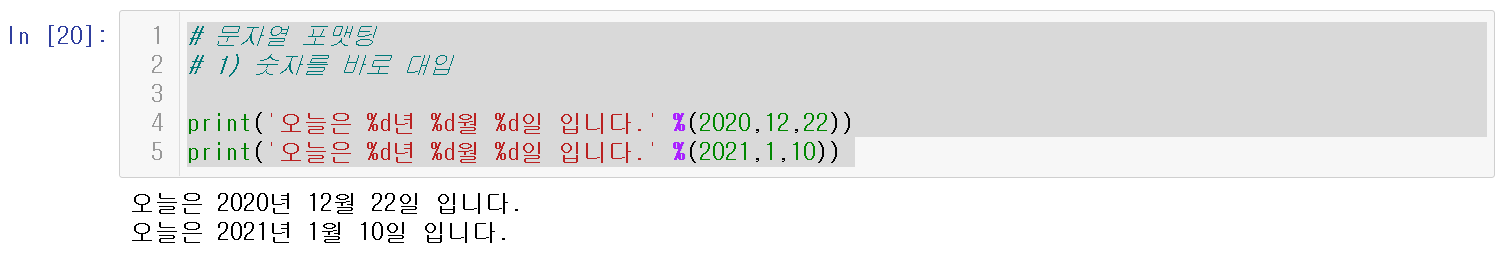 In [20]:
1 # 문자열 포맷팅
2 # 1) 숫자를 바로 대입
3
4 print('오늘은 %d년 %d월 %d일 입니다.' %(2020,12,22))
5 print('오늘은 %d년 %d월 %d일 입니다.' %(2021,1,10))
오늘은 2020년 12월 22일 입니다.
오늘은 2021년 1월 10일 입니다.